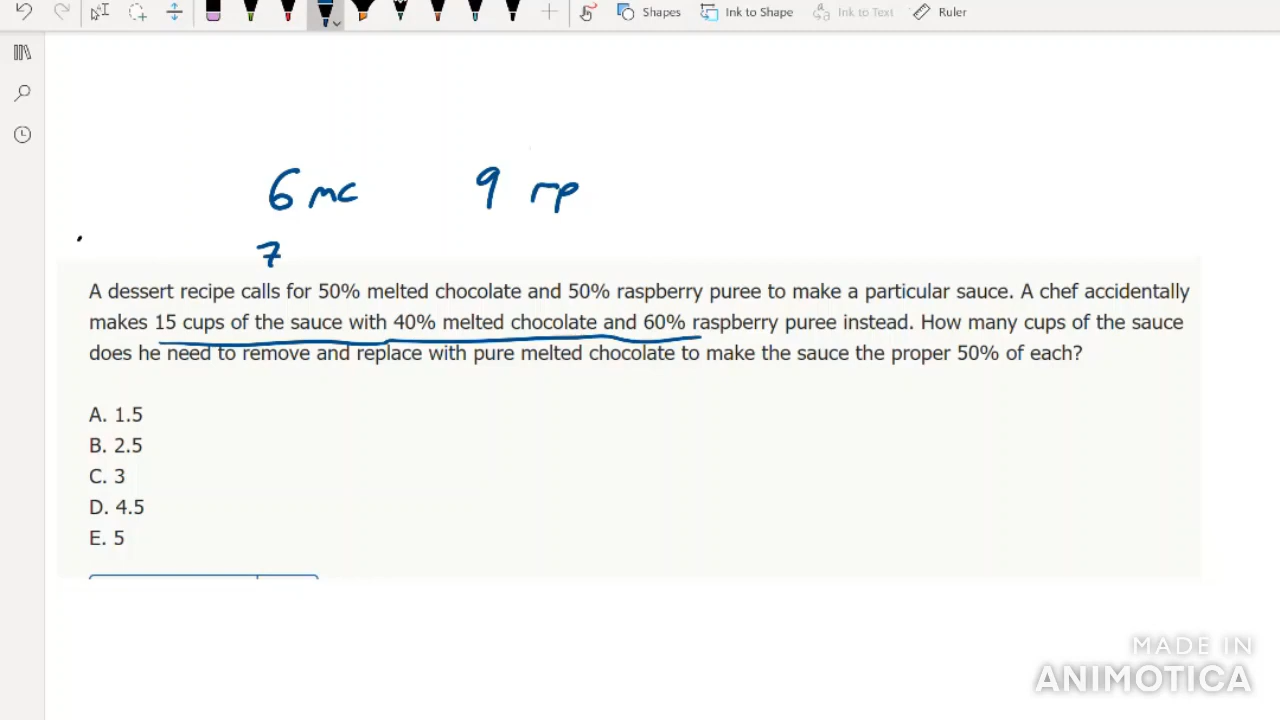 Shapes Ink to Shape Ink to Text Ruler
6 mc 9 rp
7
A dessert recipe calls for 50% melted chocolate and 50% raspberry puree to make a particular sauce. A chef accidentally
makes 15 cups of the sauce with 40% melted chocolate and 60% raspberry puree instead. How many cups of the sauce
does he need to remove and replace with pure melted chocolate to make the sauce the proper 50% of each?
A. 1.5
B. 2.5
C. 3
D. 4.5
E. 5
MADE IN
ANIMOTICA